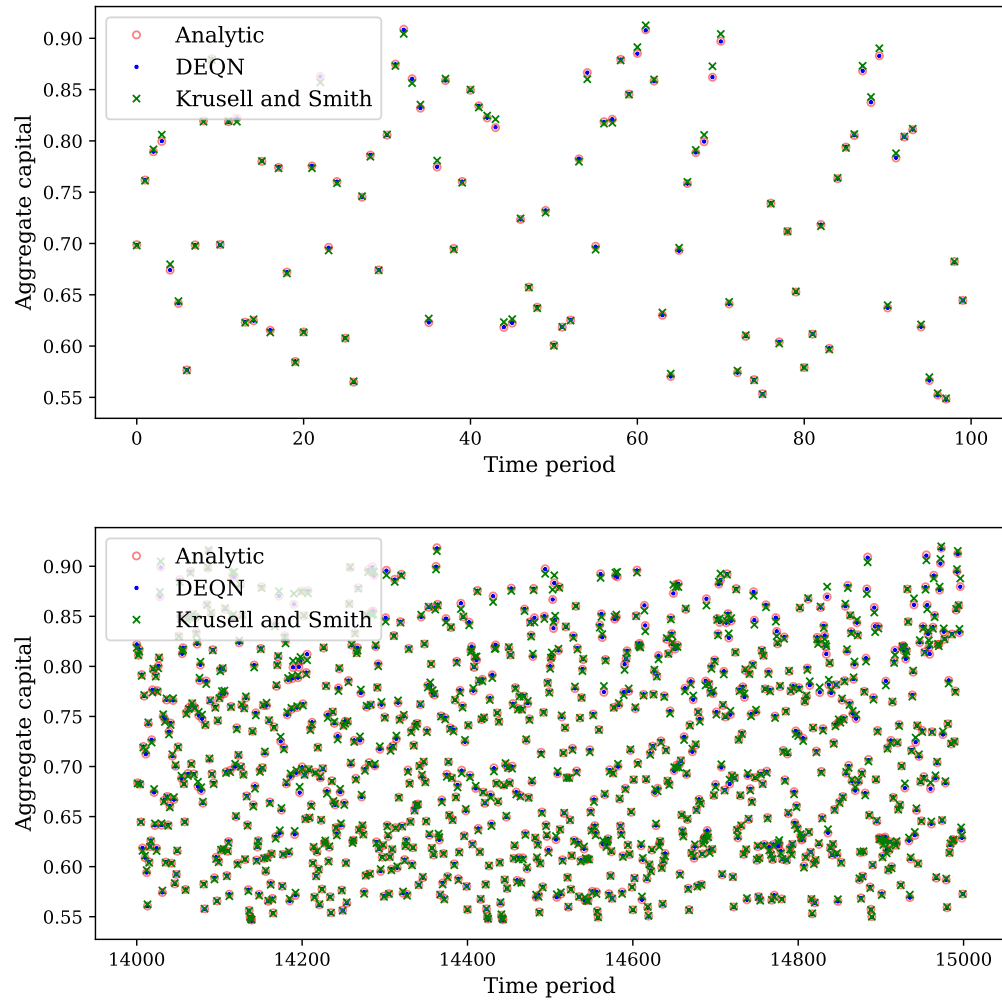 0.90
0.85
0.80
0.75
0.70
0.65
0.60
0.55
Aggregate capital
Analytic
DEQN
Krusell and Smith
0 20 40 60 80 100
Time period
0.90
0.85
0.80
0.75
0.70
0.65
0.60
0.55
Aggregate capital
Analytic
DEQN
Krusell and Smith
14000 14200 14400 14600 14800 15000
Time period